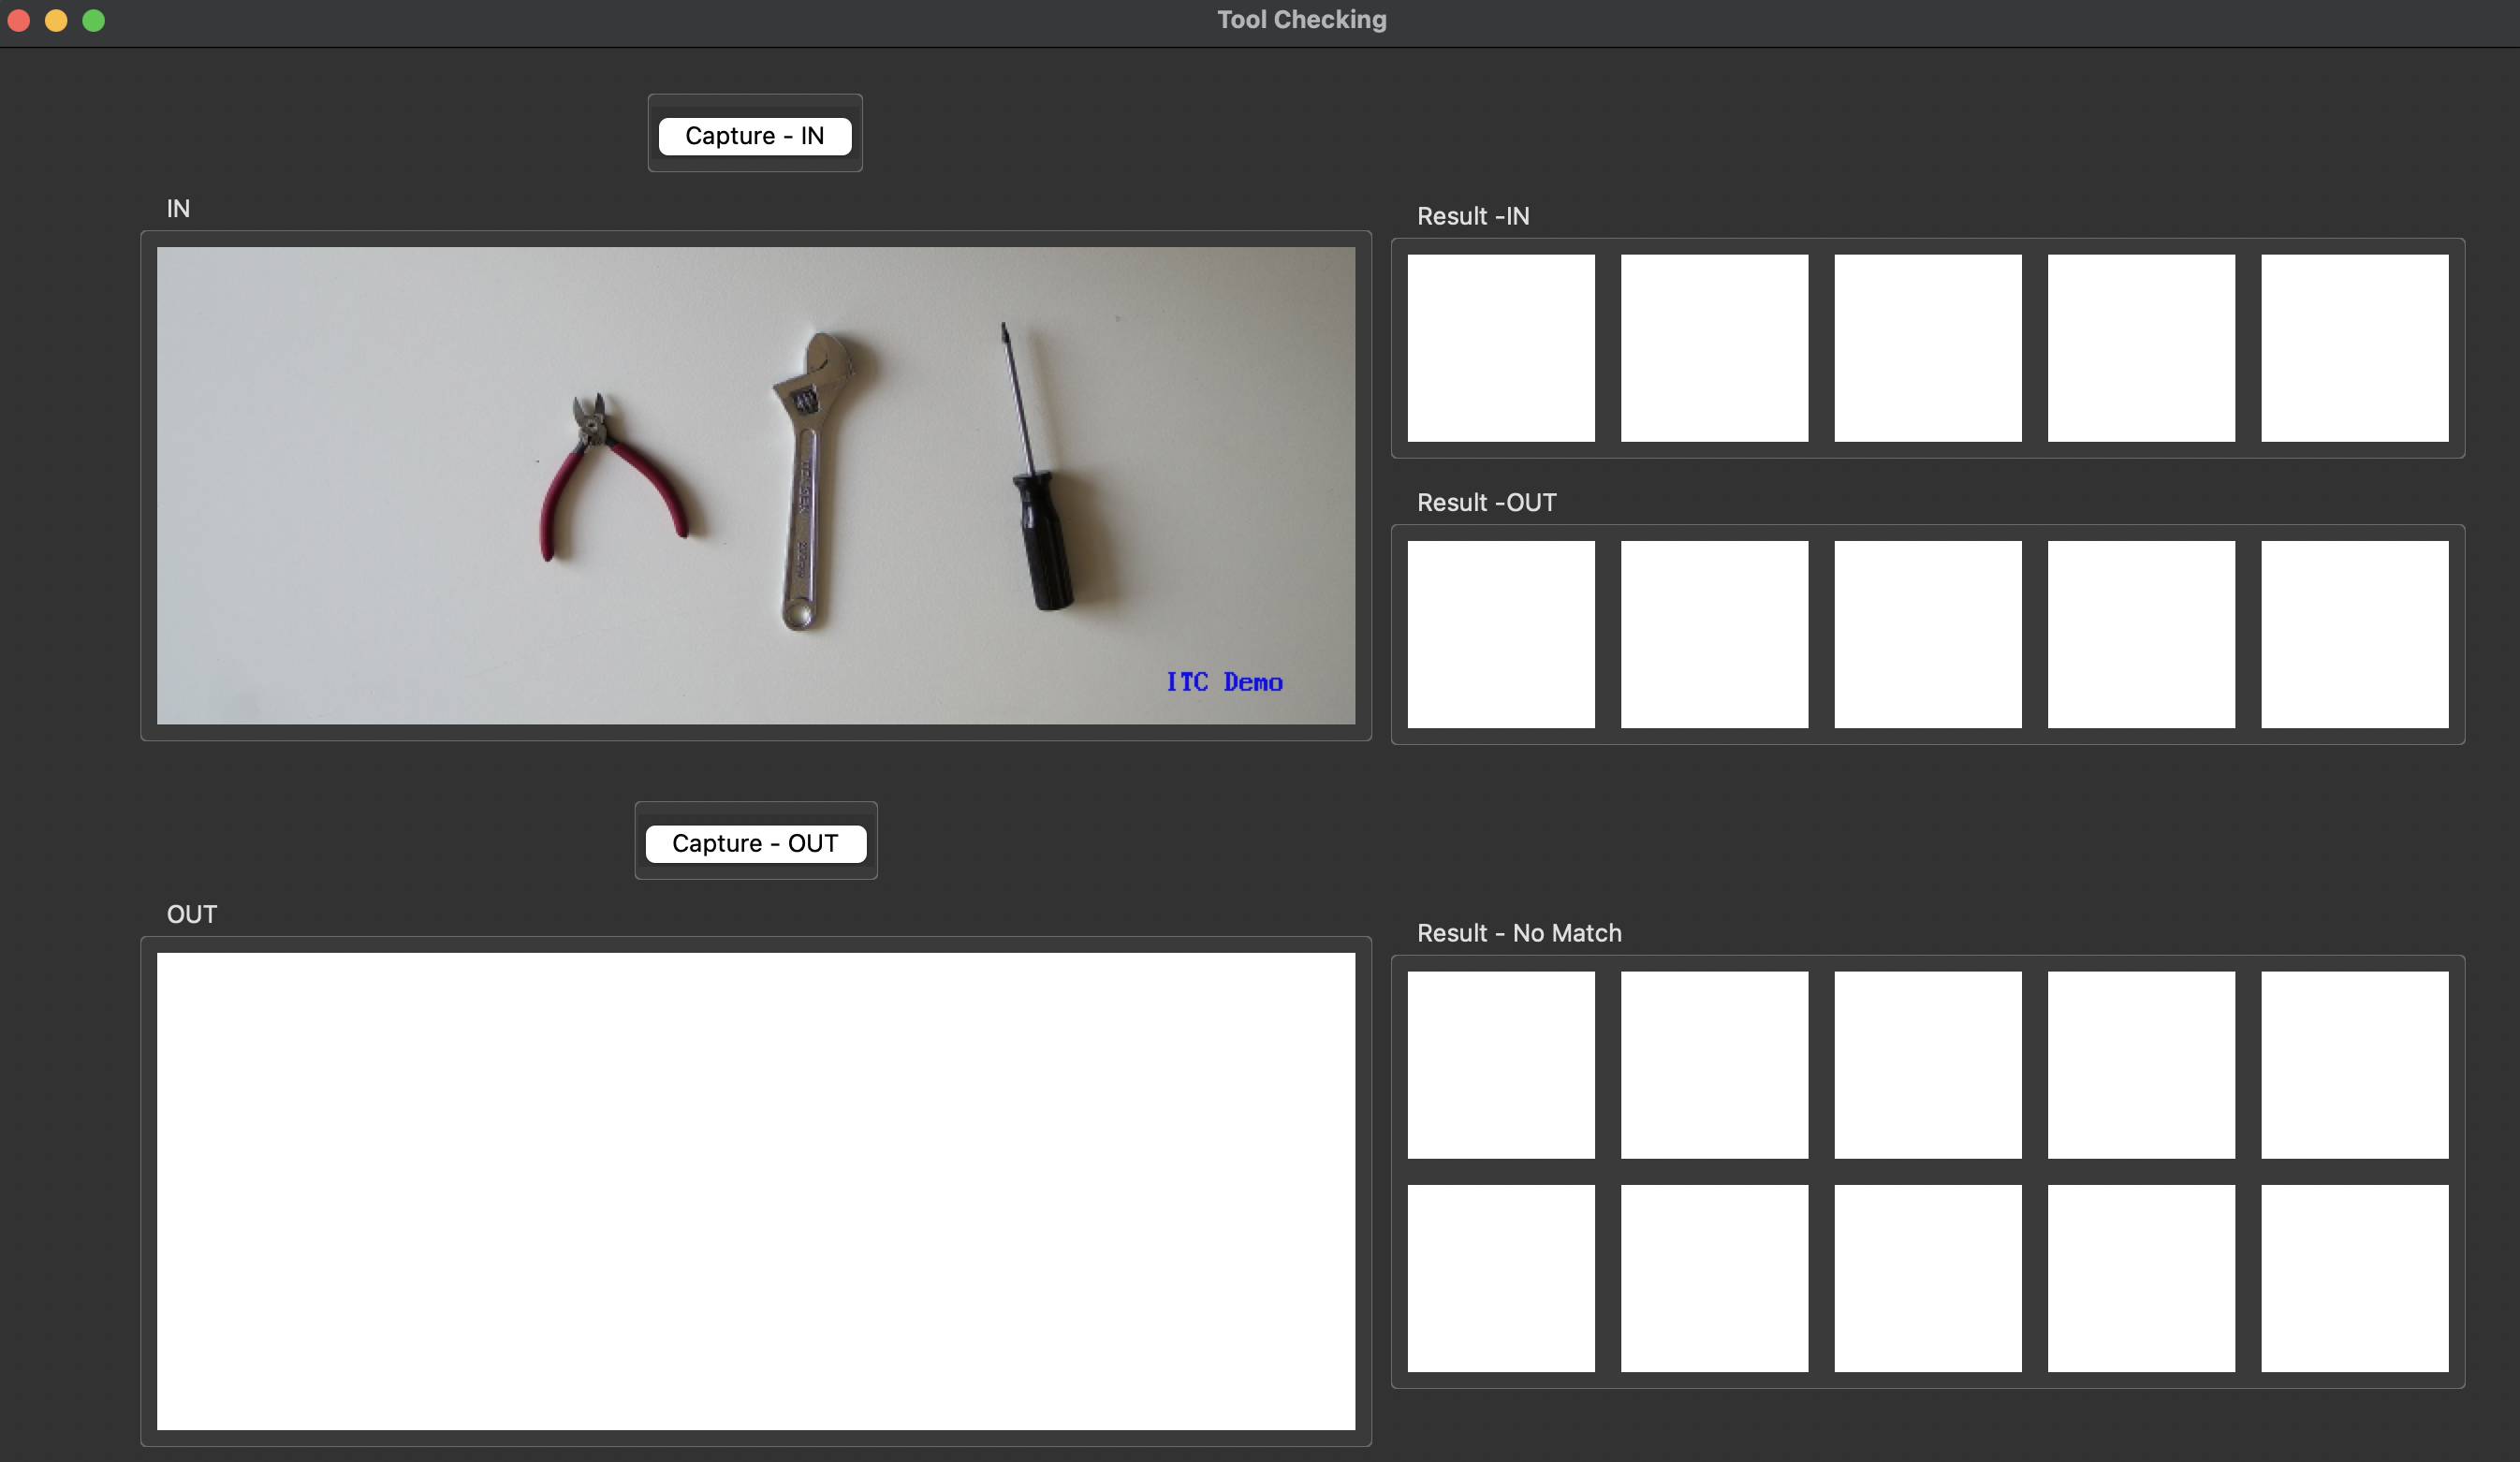 Tool Checking
Capture - IN
IN
Result -IN
ITC Demo
Result -OUT
Capture - OUT
OUT
Result - No Match